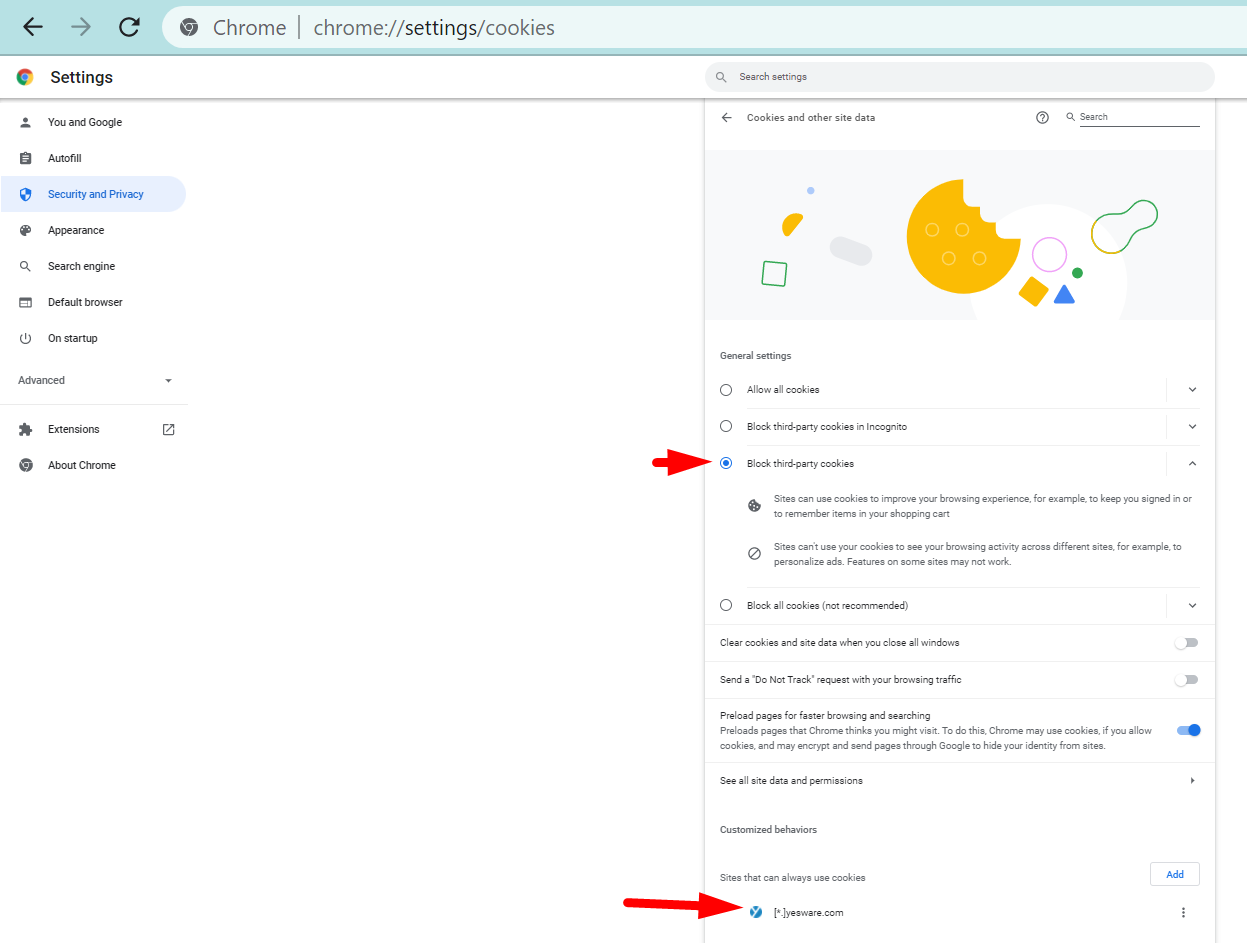 Chrome | chrome://settings/cookies
Settings
Search settings
You and Google
Autofill
Security and Privacy
Appearance
Search engine
Default browser
On startup
Advanced
Extensions
About Chrome
Cookies and other site data
Search
General settings
Allow all cookies
Block third-party cookies in Incognito
Block third-party cookies
Sites can use cookies to improve your browsing experience, for example, to keep you signed in or
to remember items in your shopping cart
Sites can't use your cookies to see your browsing activity across different sites, for example, to
personalize ads. Features on some sites may not work.
Block all cookies (not recommended)
Clear cookies and site data when you close all windows
Send a "Do Not Track" request with your browsing traffic
Preload pages for faster browsing and searching
Preloads pages that Chrome thinks you might visit. To do this, Chrome may use cookies, if you allow
cookies, and may encrypt and send pages through Google to hide your identity from sites.
See all site data and permissions
Customized behaviors
Sites that can always use cookies
Add
[*.]yesware.com